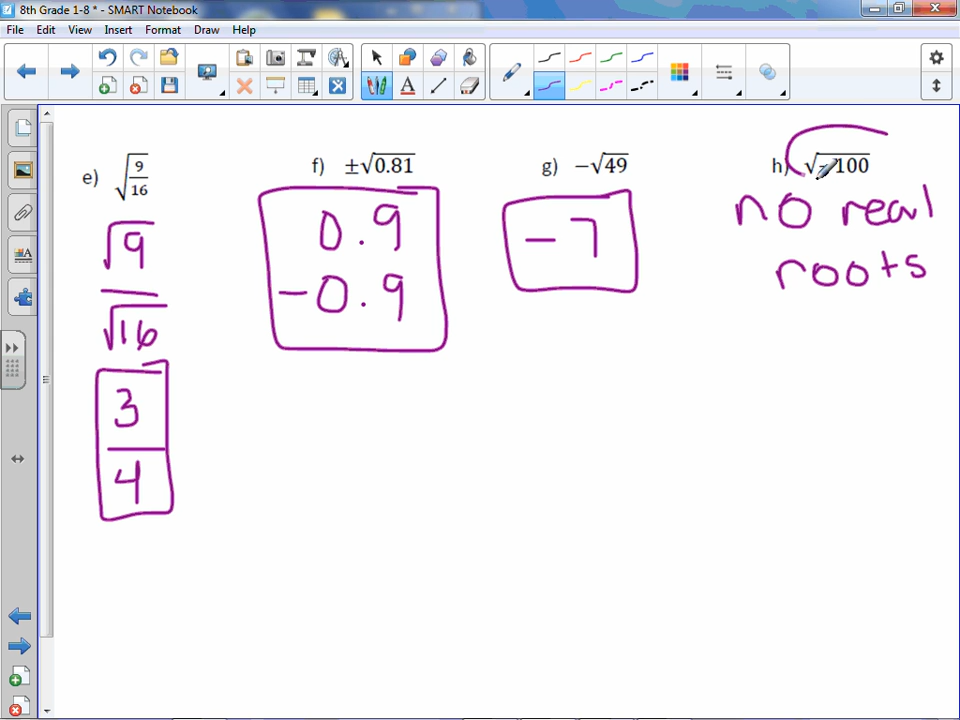 8th Grade 1-8 * - SMART Notebook
File Edit View Insert Format Draw Help
e) √(9/16)
f) ±√0.81
g) −√49
h) √−100
√9
√16
3
4
0.9
-0.9
-7
no real
roots